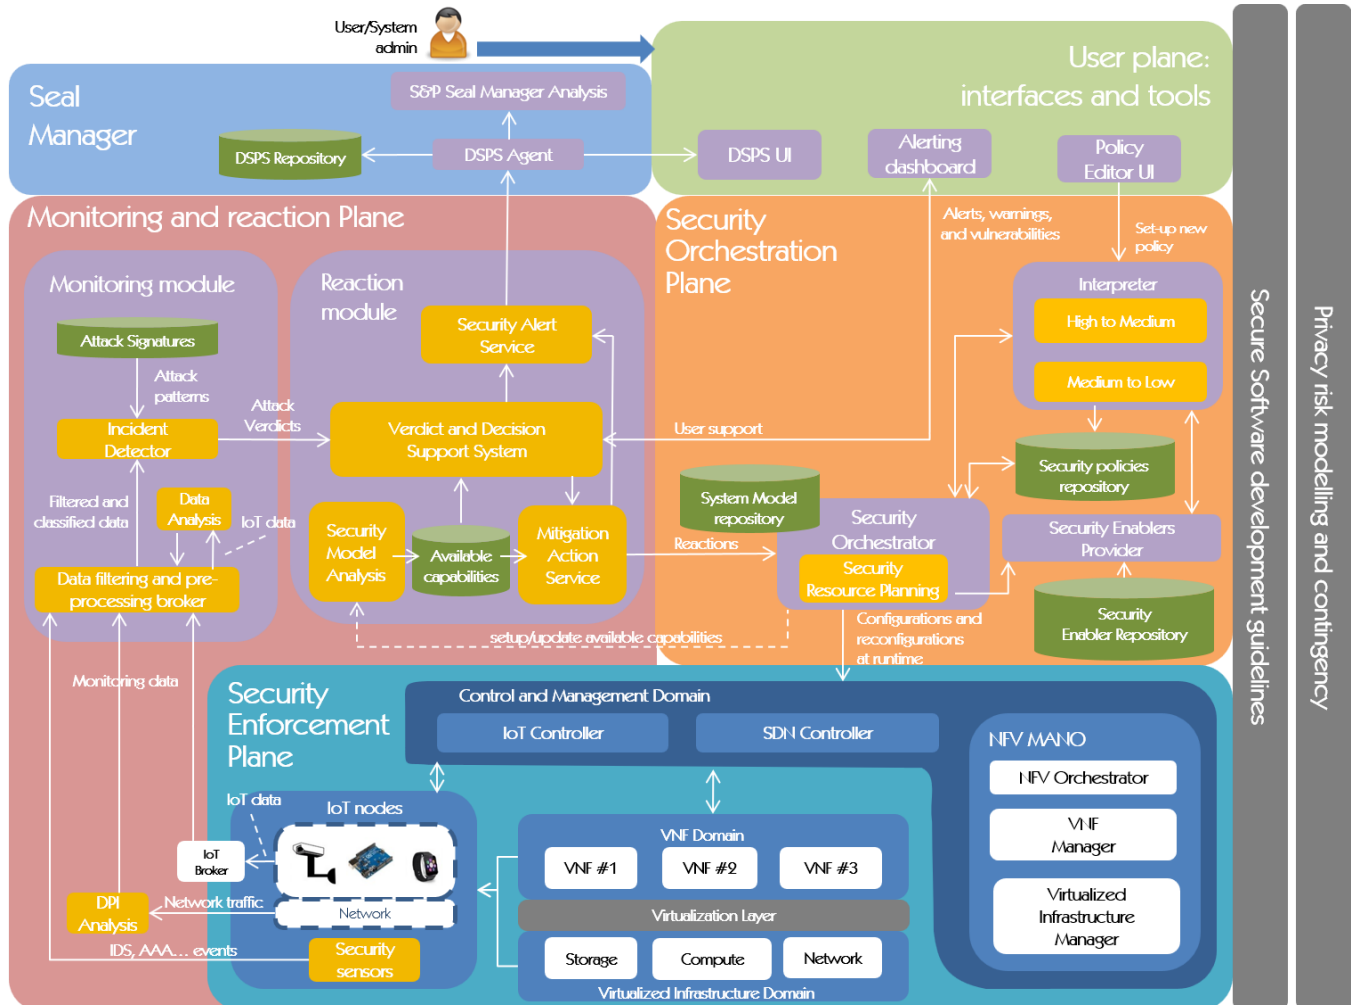 User/System
admin
Seal
Manager
S&P Seal Manager Analysis
DSPS Repository
DSPS Agent
User plane:
interfaces and tools
DSPS UI
Alerting
dashboard
Policy
Editor UI
Monitoring and reaction Plane
Monitoring module
Attack Signatures
Attack
patterns
Incident
Detector
Attack
Verdicts
Filtered and
classified data
Data
Analysis
IoT data
Data filtering and pre-
processing broker
Monitoring data
Reaction
module
Security Alert
Service
Verdict and Decision
Support System
Security
Model
Analysis
Available
capabilities
Mitigation
Action
Service
setup/update available capabilities
Security
Orchestration
Plane
Alerts, warnings,
and vulnerabilities
Set-up new
policy
Interpreter
High to Medium
Medium to Low
User support
Security policies
repository
System Model
repository
Security
Orchestrator
Security
Resource Planning
Reactions
Security Enablers
Provider
Security
Enabler Repository
Configurations and
reconfigurations
at runtime
Security
Enforcement
Plane
Control and Management Domain
IoT Controller
SDN Controller
NFV MANO
NFV Orchestrator
VNF
Manager
Virtualized
Infrastructure
Manager
IoT data
IoT nodes
IoT
Broker
Network
DPI
Analysis
Network traffic
IDS, AAA... events
Security
sensors
VNF Domain
VNF #1
VNF #2
VNF #3
Virtualization Layer
Storage
Compute
Network
Virtualized Infrastructure Domain
Secure Software development guidelines
Privacy risk modelling and contingency